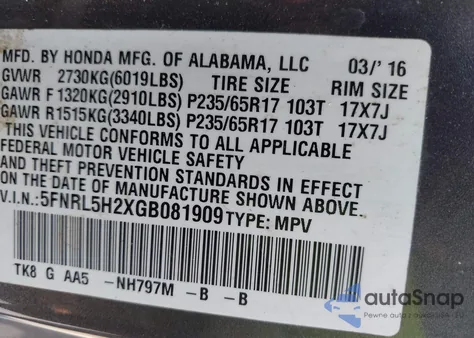 MFD. BY HONDA MFG. OF ALABAMA, LLC 03/' 16
GVWR 2730KG(6019LBS) TIRE SIZE RIM SIZE
GAWR F 1320KG(2910LBS) P235/65R17 103T 17X7J
GAWR R1515KG(3340LBS) P235/65R17 103T 17X7J
THIS VEHICLE CONFORMS TO ALL APPLICABLE
FEDERAL MOTOR VEHICLE SAFETY
AND THEFT PREVENTION STANDARDS IN EFFECT
ON THE DATE OF MANUFACTURE SHOWN ABOVE.
V.I.N.:5FNRL5H2XGB081909 TYPE: MPV
TK8 G AA5 -NH797M -B -B
autoSnap